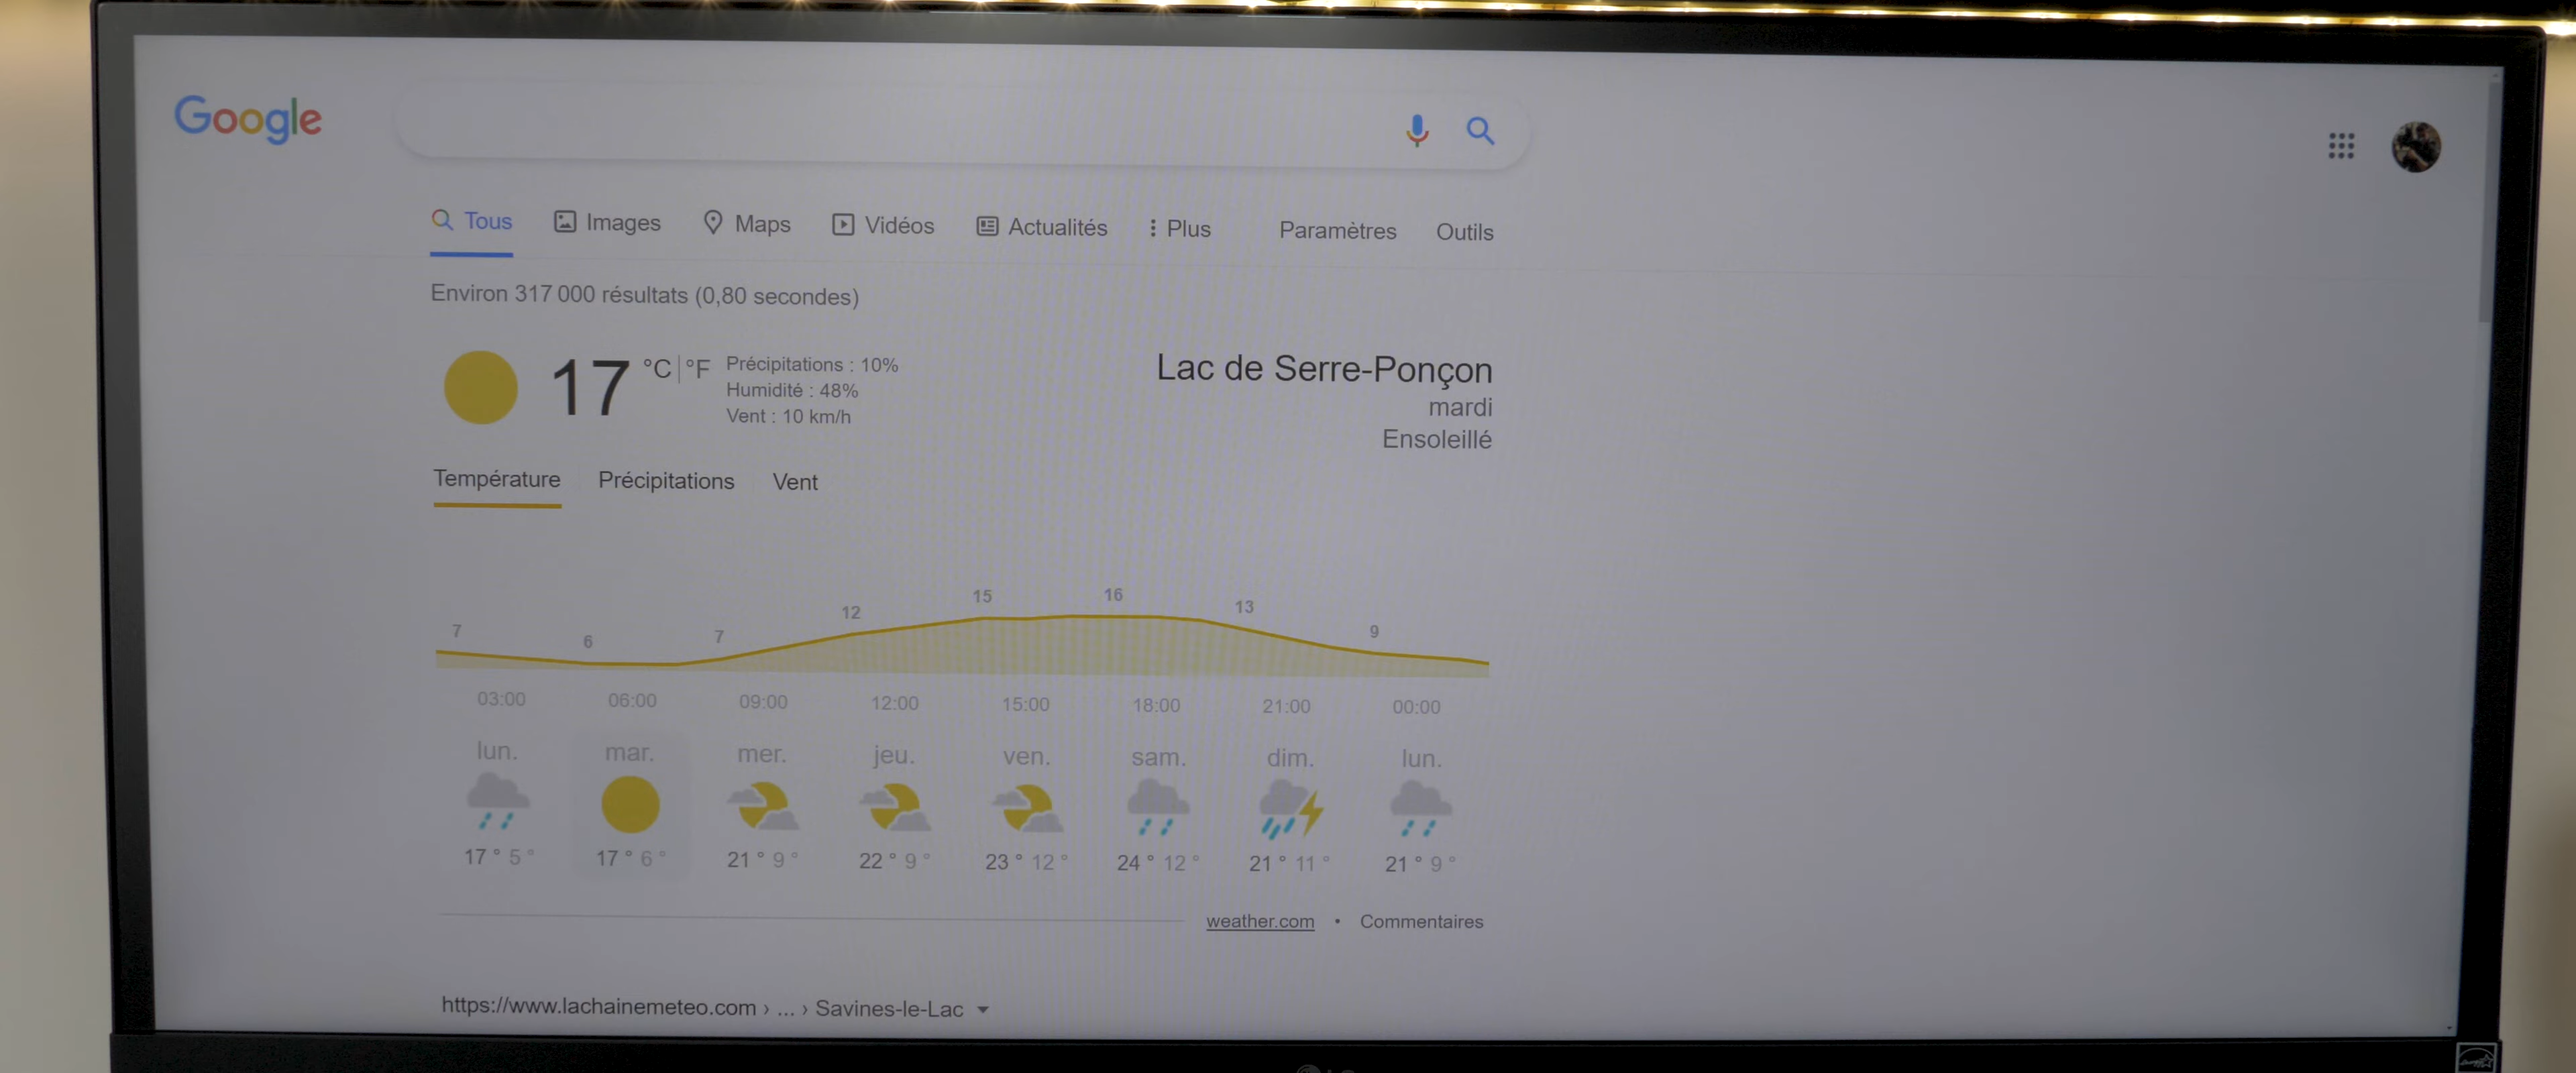 Google
Tous Images Maps Vidéos Actualités Plus Paramètres Outils
Environ 317 000 résultats (0,80 secondes)
17 °C | °F
Précipitations : 10%
Humidité : 48%
Vent : 10 km/h
Lac de Serre-Ponçon
mardi
Ensoleillé
Température Précipitations Vent
7 6 7 12 15 16 13 9
03:00 06:00 09:00 12:00 15:00 18:00 21:00 00:00
lun. mar. mer. jeu. ven. sam. dim. lun.
17 ° 5 ° 17 ° 6 ° 21 ° 9 ° 22 ° 9 ° 23 ° 12 ° 24 ° 12 ° 21 ° 11 ° 21 ° 9 °
weather.com • Commentaires
https://www.lachainemeteo.com › ... › Savines-le-Lac